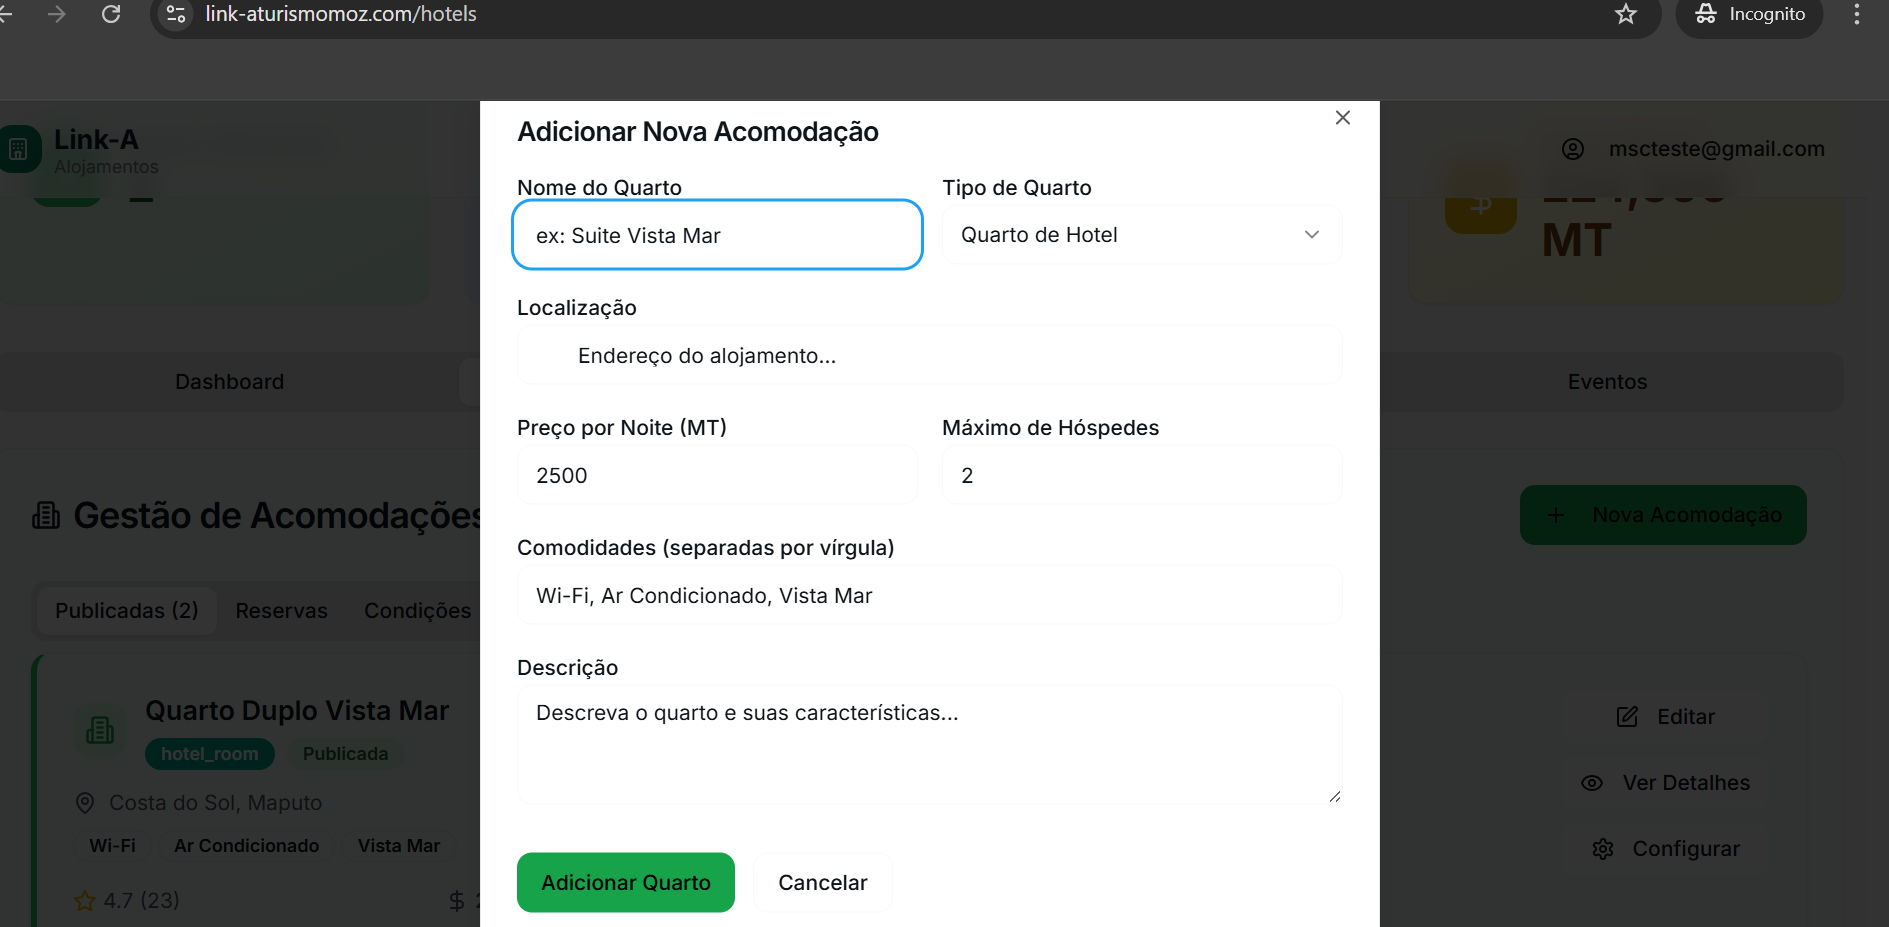 link-aturismomoz.com/hotels
Incognito
Link-A
Alojamentos
mscteste@gmail.com
MT
Dashboard
Eventos
Gestão de Acomodações
Nova Acomodação
Publicadas (2)
Reservas
Condições
Quarto Duplo Vista Mar
hotel_room
Publicada
Costa do Sol, Maputo
Wi-Fi
Ar Condicionado
Vista Mar
4.7 (23)
Editar
Ver Detalhes
Configurar
Adicionar Nova Acomodação
Nome do Quarto
ex: Suite Vista Mar
Tipo de Quarto
Quarto de Hotel
Localização
Endereço do alojamento...
Preço por Noite (MT)
2500
Máximo de Hóspedes
2
Comodidades (separadas por vírgula)
Wi-Fi, Ar Condicionado, Vista Mar
Descrição
Descreva o quarto e suas características...
Adicionar Quarto
Cancelar